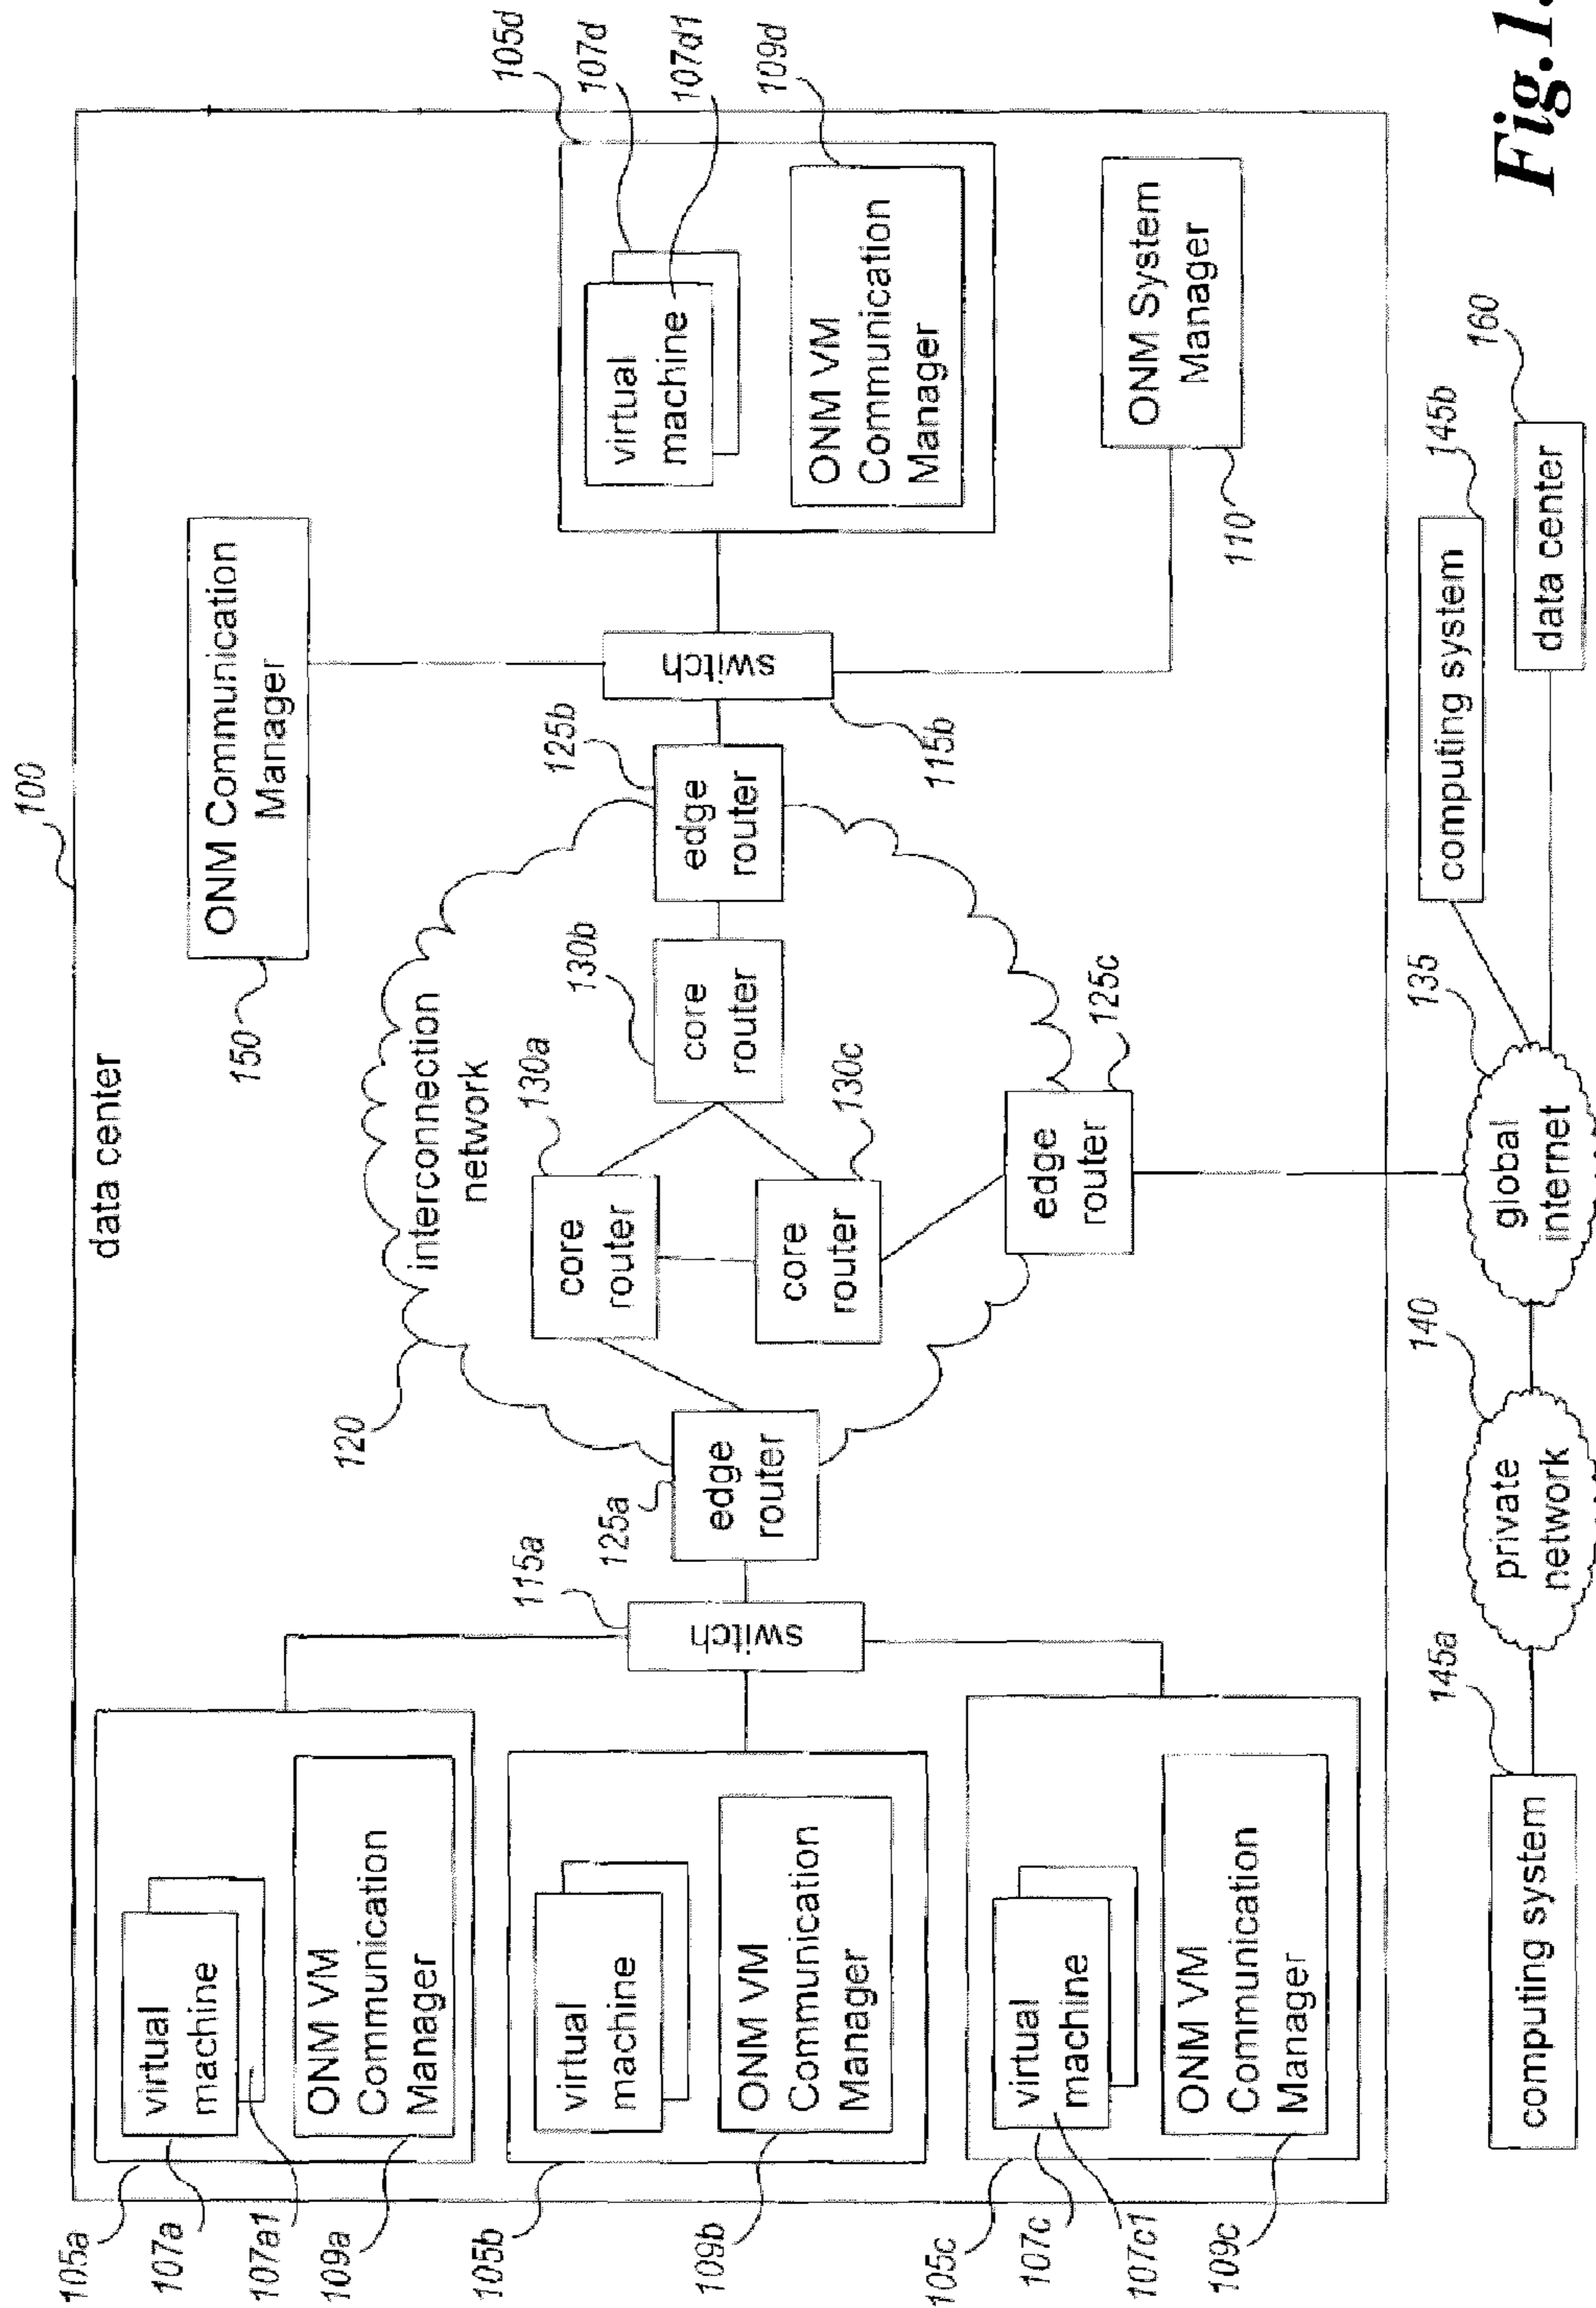 100
data center
105a
107a
107a1
109a
virtual
machine
ONM VM
Communication
Manager
105b
109b
virtual
machine
ONM VM
Communication
Manager
105c
107c
107c1
109c
virtual
machine
ONM VM
Communication
Manager
115a
switch
125a
edge
router
120
interconnection
network
130a
core
router
130b
core
router
130c
core
router
125b
edge
router
125c
edge
router
150
ONM Communication
Manager
switch
115b
105d
107d
107d1
109d
virtual
machine
ONM VM
Communication
Manager
ONM System
Manager
110
145a
computing system
140
private
network
135
global
internet
145b
computing system
160
data center
Fig.1.